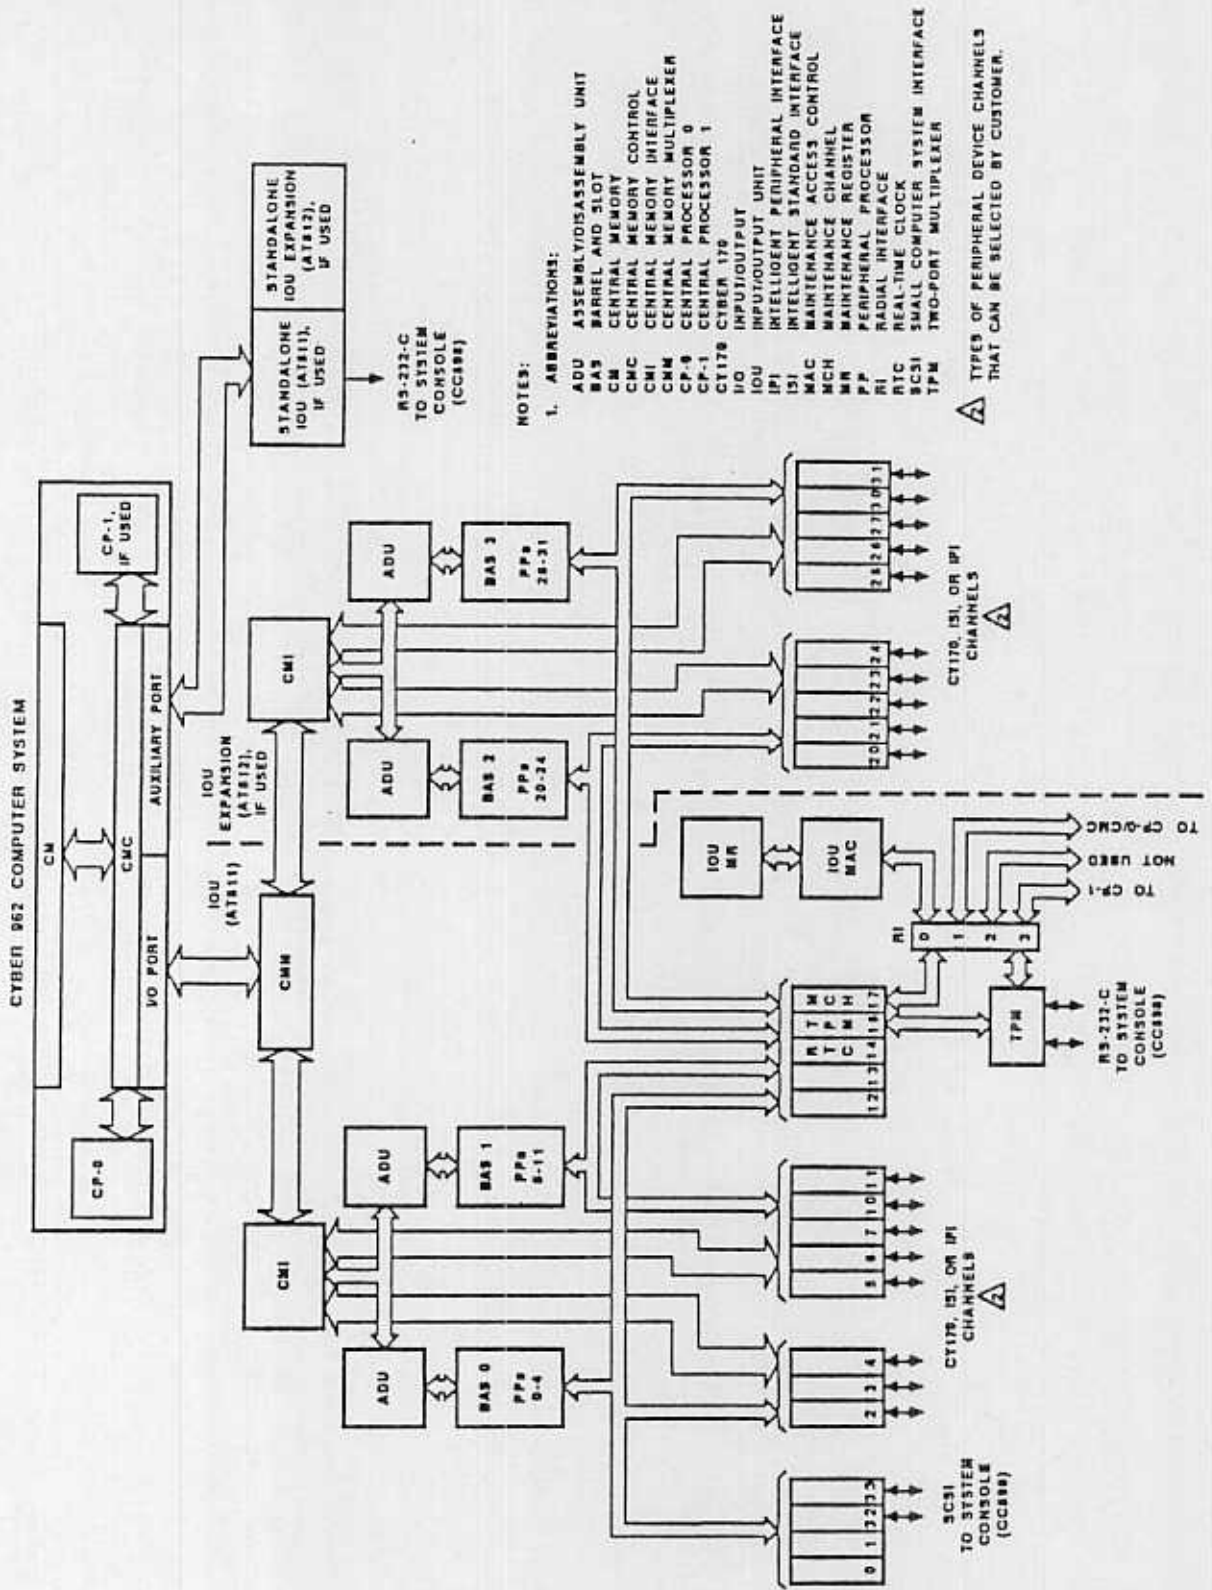 CYBER 962 COMPUTER SYSTEM
CM
CP-0
CMC
CP-1,
IF USED
I/O PORT
AUXILIARY PORT
STANDALONE
IOU (AT811),
IF USED
STANDALONE
IOU EXPANSION
(AT812),
IF USED
RS-232-C
TO SYSTEM
CONSOLE
(CC598)
IOU
(AT811)
IOU
EXPANSION
(AT812),
IF USED
CMI
CMM
CMI
ADU
ADU
ADU
ADU
BAS 0
PPs
0-4
BAS 1
PPs
5-11
BAS 2
PPs
20-24
BAS 3
PPs
25-31
IOU
MR
IOU
MAC
0 1 32 33
2 3 4
5 6 7 10 11
12 13 14 15 17
RTC
TPM
MCH
20 21 22 23 24
25 26 27 30 31
SCSI
TO SYSTEM
CONSOLE
(CC598)
CY170, ISI, OR IPI
CHANNELS
2
RI
0
1
2
3
TPM
RS-232-C
TO SYSTEM
CONSOLE
(CC598)
TO CP-1
NOT USED
TO CP-0/CMC
CY170, ISI, OR IPI
CHANNELS
2
NOTES:
1. ABBREVIATIONS:
ADU ASSEMBLY/DISASSEMBLY UNIT
BAS BARREL AND SLOT
CM CENTRAL MEMORY
CMC CENTRAL MEMORY CONTROL
CMI CENTRAL MEMORY INTERFACE
CMM CENTRAL MEMORY MULTIPLEXER
CP-0 CENTRAL PROCESSOR 0
CP-1 CENTRAL PROCESSOR 1
CY170 CYBER 170
I/O INPUT/OUTPUT
IOU INPUT/OUTPUT UNIT
IPI INTELLIGENT PERIPHERAL INTERFACE
ISI INTELLIGENT STANDARD INTERFACE
MAC MAINTENANCE ACCESS CONTROL
MCH MAINTENANCE CHANNEL
MR MAINTENANCE REGISTER
PP PERIPHERAL PROCESSOR
RI RADIAL INTERFACE
RTC REAL-TIME CLOCK
SCSI SMALL COMPUTER SYSTEM INTERFACE
TPM TWO-PORT MULTIPLEXER
2 TYPES OF PERIPHERAL DEVICE CHANNELS
THAT CAN BE SELECTED BY CUSTOMER.